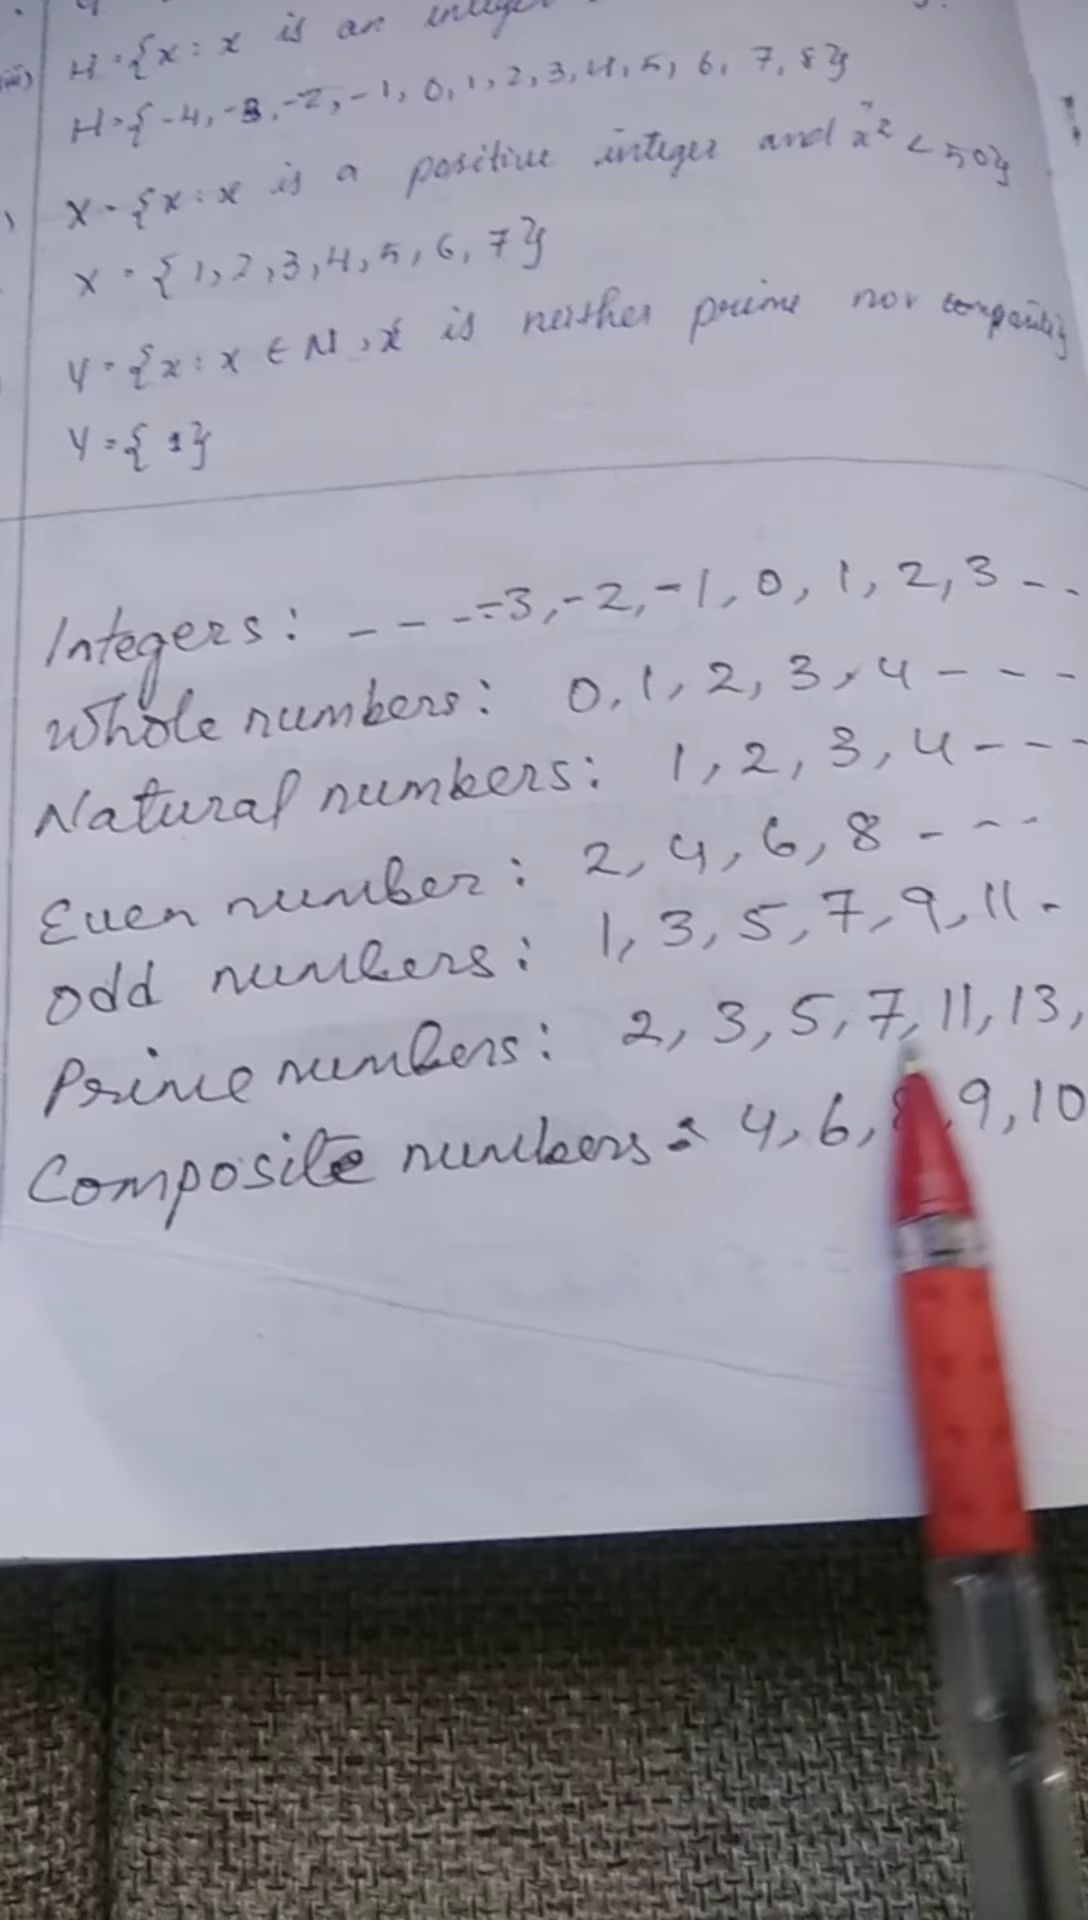 iii) H = {x : x is an integer
H = {-4, -3, -2, -1, 0, 1, 2, 3, 4, 5, 6, 7, 8}
X = {x : x is a positive integer and x² < 50}
X = {1, 2, 3, 4, 5, 6, 7}
Y = {x : x ∈ N, x is neither prime nor
Y = {1}
Integers : - - - -3, -2, -1, 0, 1, 2, 3 - -
Whole numbers : 0, 1, 2, 3, 4 - - -
Natural numbers : 1, 2, 3, 4 - - -
Even number : 2, 4, 6, 8 - - -
Odd numbers : 1, 3, 5, 7, 9, 11 -
Prime numbers : 2, 3, 5, 7, 11, 13,
Composite numbers : 4, 6, 8, 9, 10